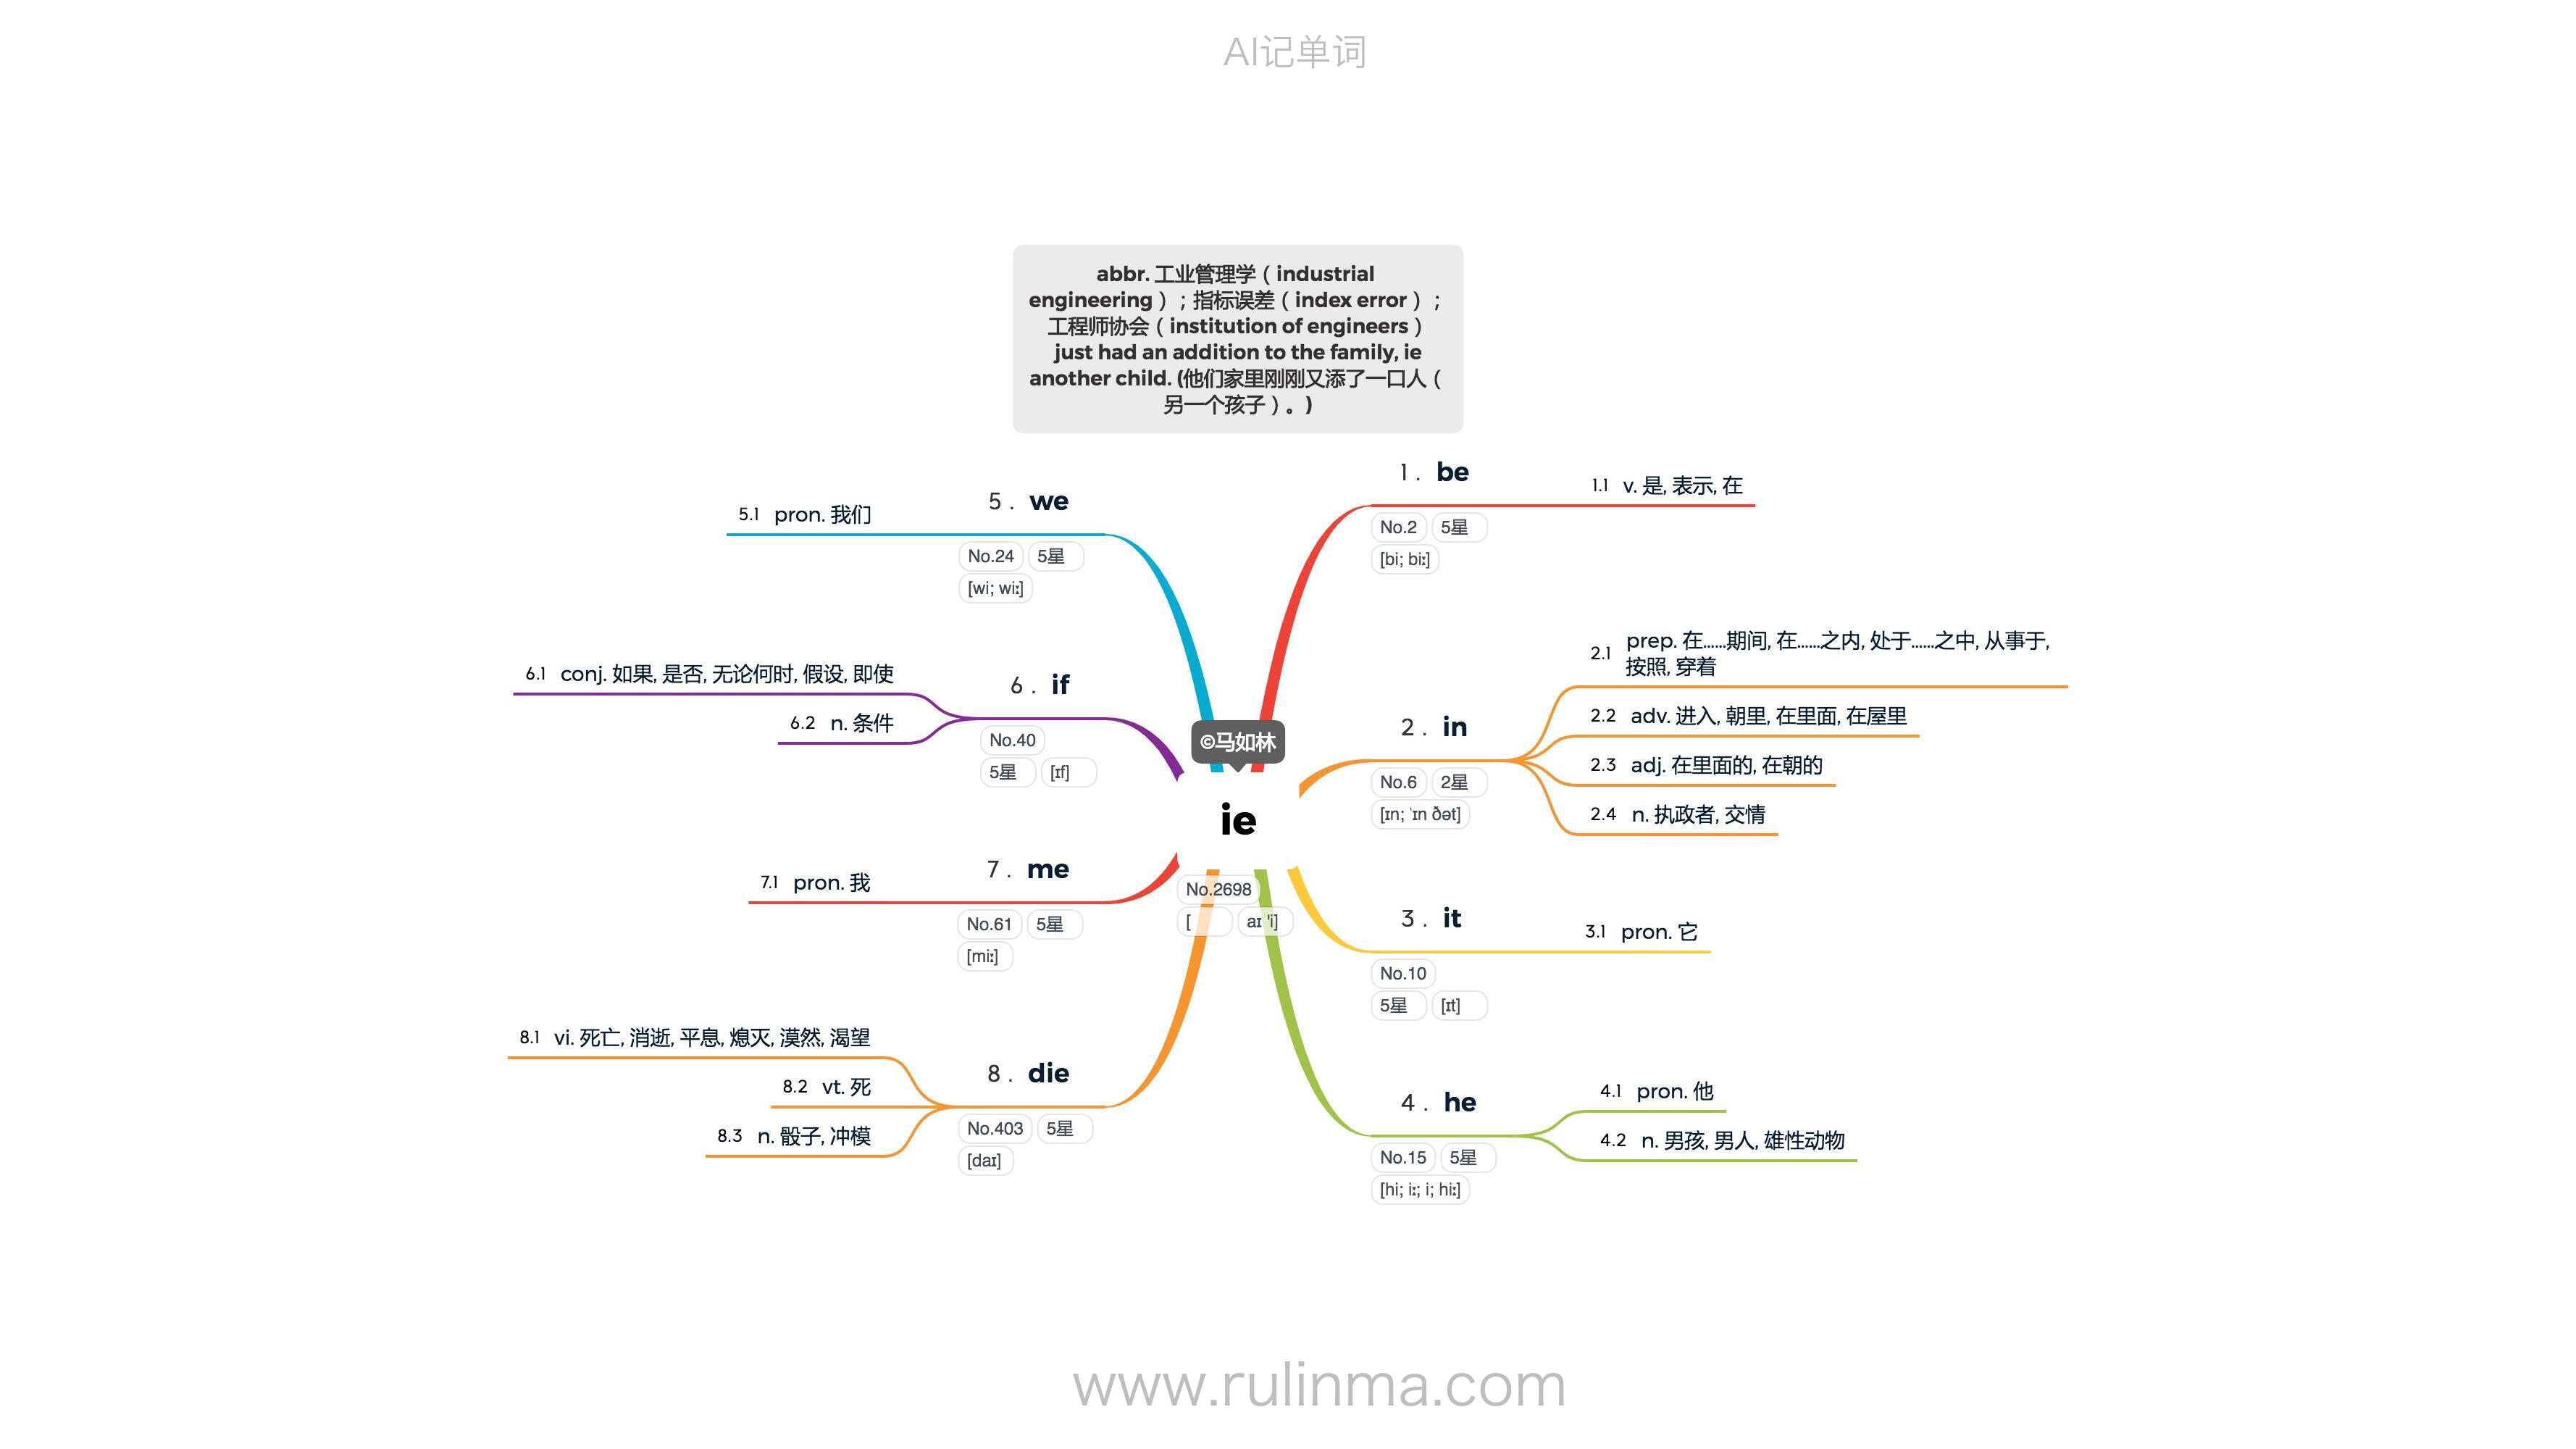 AI记单词
abbr. 工业管理学（industrial
engineering）；指标误差（index error）；
工程师协会（institution of engineers）
just had an addition to the family, ie
another child. (他们家里刚刚又添了一口人（
另一个孩子）。)
©马如林
ie
No.2698
[ aɪ 'i]
1. be
No.2 5星
[bi; biː]
1.1 v. 是, 表示, 在
2. in
No.6 2星
[ɪn; ˈɪn ðət]
2.1 prep. 在......期间, 在......之内, 处于......之中, 从事于,
按照, 穿着
2.2 adv. 进入, 朝里, 在里面, 在屋里
2.3 adj. 在里面的, 在朝的
2.4 n. 执政者, 交情
3. it
No.10
5星 [ɪt]
3.1 pron. 它
4. he
No.15 5星
[hi; iː; i; hiː]
4.1 pron. 他
4.2 n. 男孩, 男人, 雄性动物
5. we
No.24 5星
[wi; wiː]
5.1 pron. 我们
6. if
No.40
5星 [ɪf]
6.1 conj. 如果, 是否, 无论何时, 假设, 即使
6.2 n. 条件
7. me
No.61 5星
[miː]
7.1 pron. 我
8. die
No.403 5星
[daɪ]
8.1 vi. 死亡, 消逝, 平息, 熄灭, 漠然, 渴望
8.2 vt. 死
8.3 n. 骰子, 冲模
www.rulinma.com